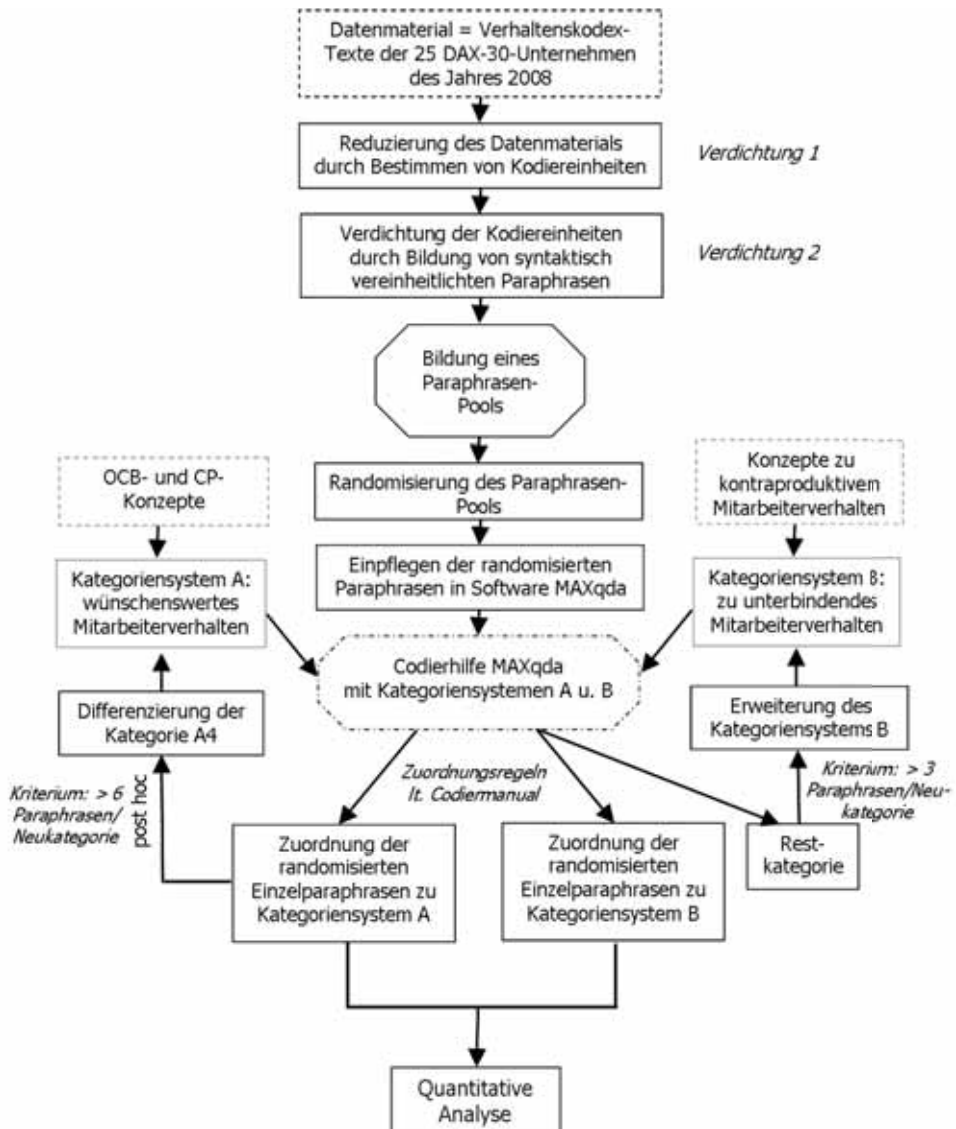 Datenmaterial = Verhaltenskodex-
Texte der 25 DAX-30-Unternehmen
des Jahres 2008
Reduzierung des Datenmaterials
durch Bestimmen von Kodiereinheiten
Verdichtung 1
Verdichtung der Kodiereinheiten
durch Bildung von syntaktisch
vereinheitlichten Paraphrasen
Verdichtung 2
Bildung eines
Paraphrasen-
Pools
OCB- und CP-
Konzepte
Randomisierung des Paraphrasen-
Pools
Konzepte zu
kontraproduktivem
Mitarbeiterverhalten
Kategoriensystem A:
wünschenswertes
Mitarbeiterverhalten
Einpflegen der randomisierten
Paraphrasen in Software MAXqda
Kategoriensystem B:
zu unterbindendes
Mitarbeiterverhalten
Codierhilfe MAXqda
mit Kategoriensystemen A u. B
Differenzierung der
Kategorie A4
Erweiterung des
Kategoriensystems B
Kriterium: > 6
Paraphrasen/
Neukategorie
post hoc
Zuordnungsregeln
lt. Codiermanual
Kriterium: > 3
Paraphrasen/Neu-
kategorie
Zuordnung der
randomisierten
Einzelparaphrasen zu
Kategoriensystem A
Zuordnung der
randomisierten
Einzelparaphrasen zu
Kategoriensystem B
Rest-
kategorie
Quantitative
Analyse